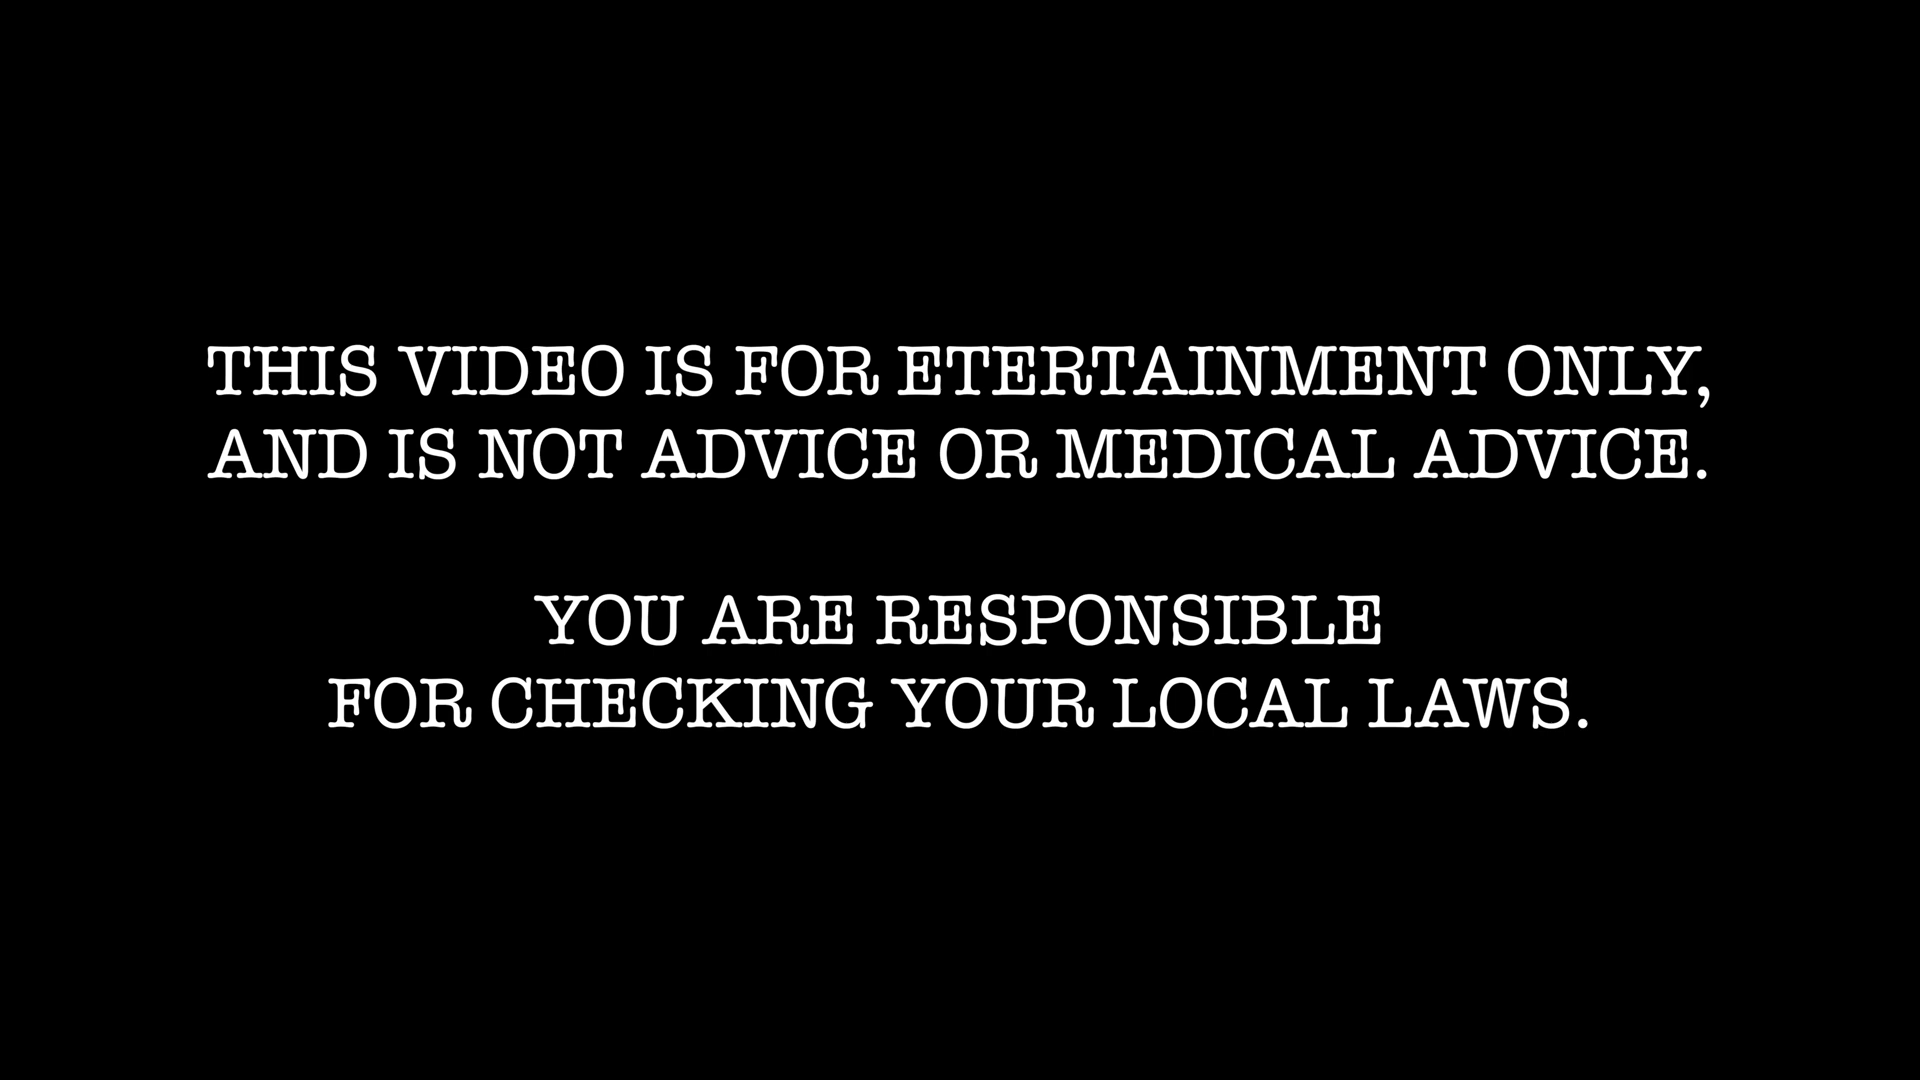 THIS VIDEO IS FOR ETERTAINMENT ONLY,
AND IS NOT ADVICE OR MEDICAL ADVICE.
YOU ARE RESPONSIBLE
FOR CHECKING YOUR LOCAL LAWS.